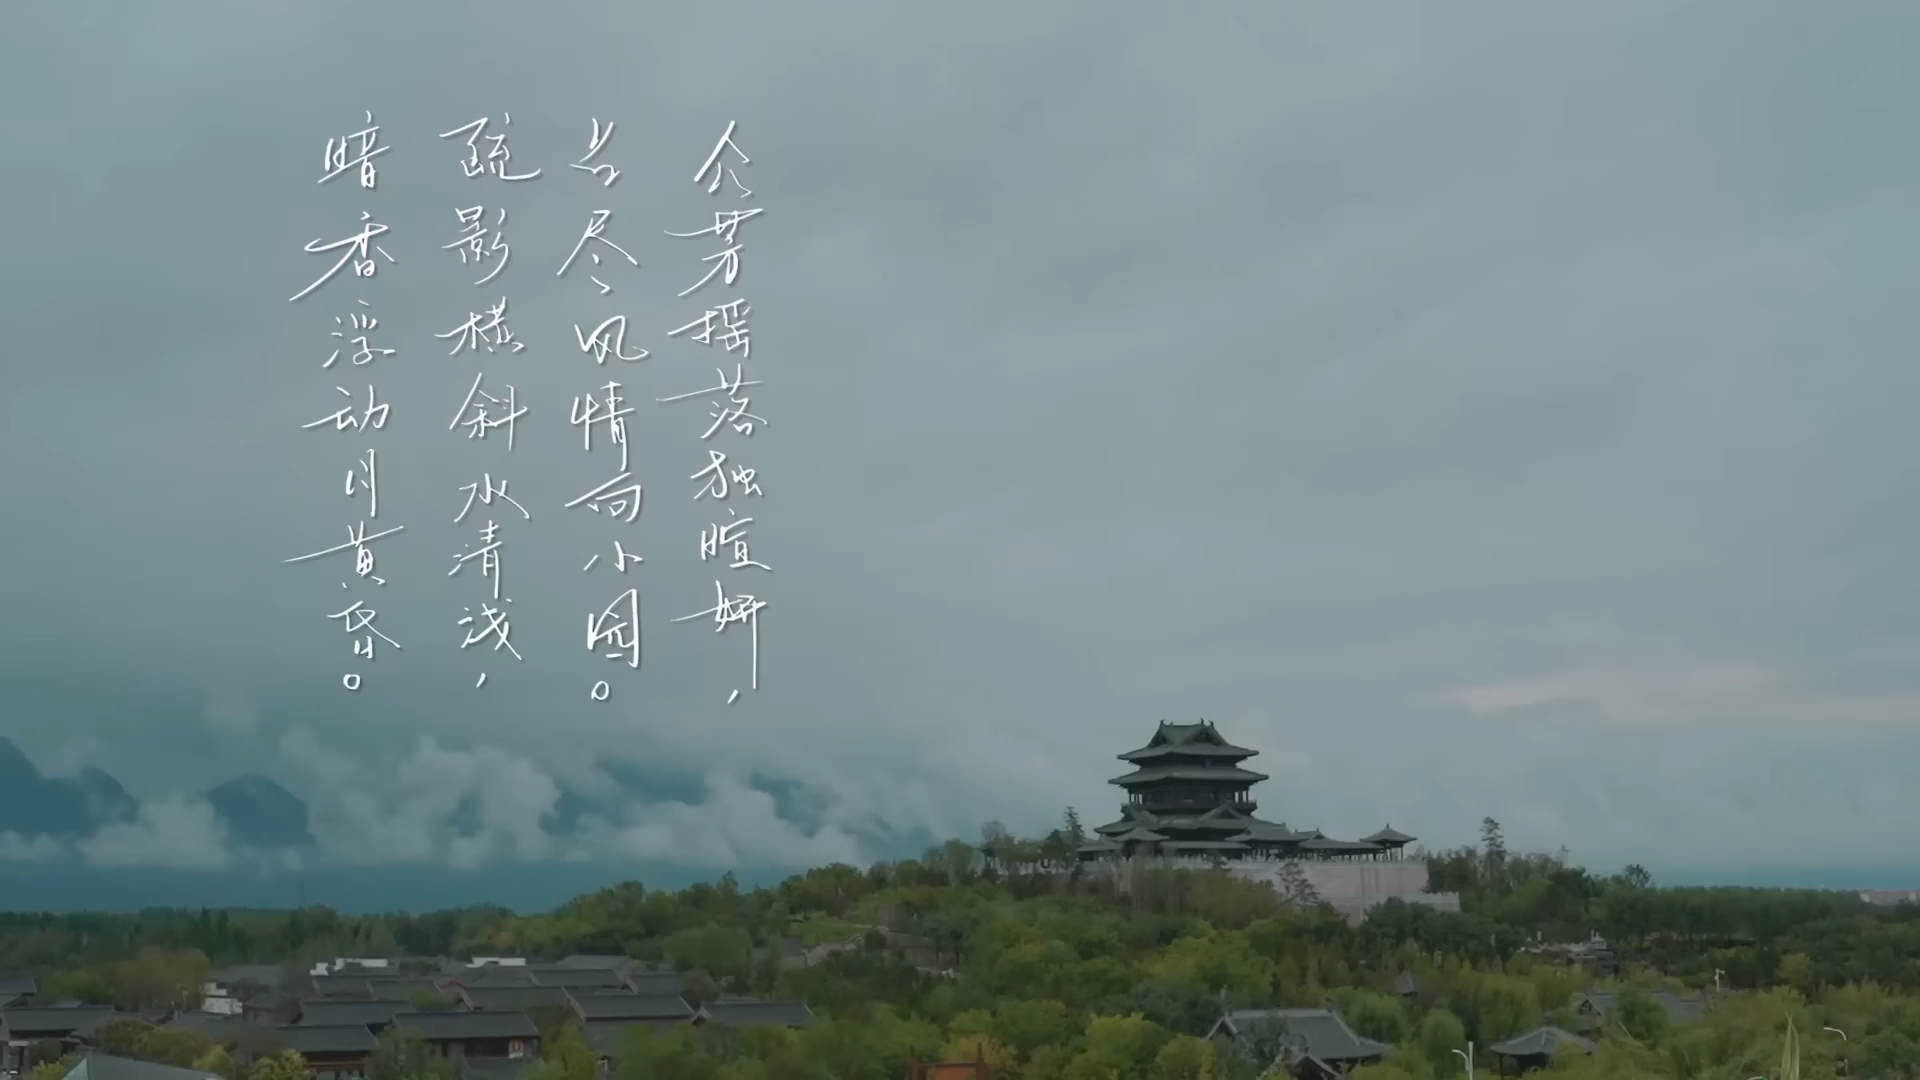 众芳摇落独暄妍，
占尽风情向小园。
疏影横斜水清浅，
暗香浮动月黄昏。